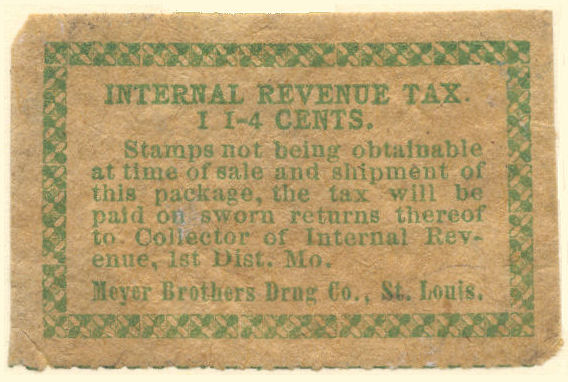 INTERNAL REVENUE TAX.
1 1-4 CENTS.
Stamps not being obtainable
at time of sale and shipment of
this package, the tax will be
paid on sworn returns thereof
to Collector of Internal Rev-
enue, 1st Dist. Mo.
Meyer Brothers Drug Co., St. Louis.